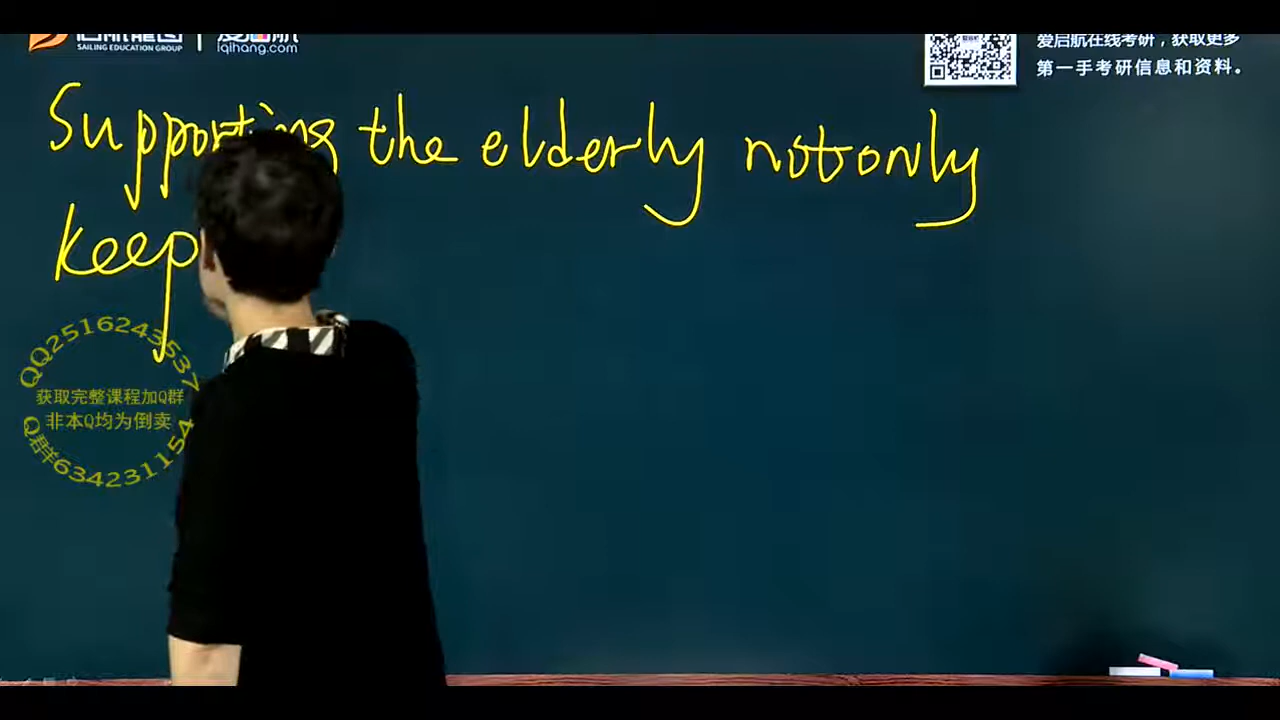 SAILING EDUCATION GROUP
iqihang.com
爱启航在线考研，获取更多
第一手考研信息和资料。
Supporting the elderly not only
keep
QQ2516243537
获取完整课程加Q群
非本Q均为倒卖
Q群634231154